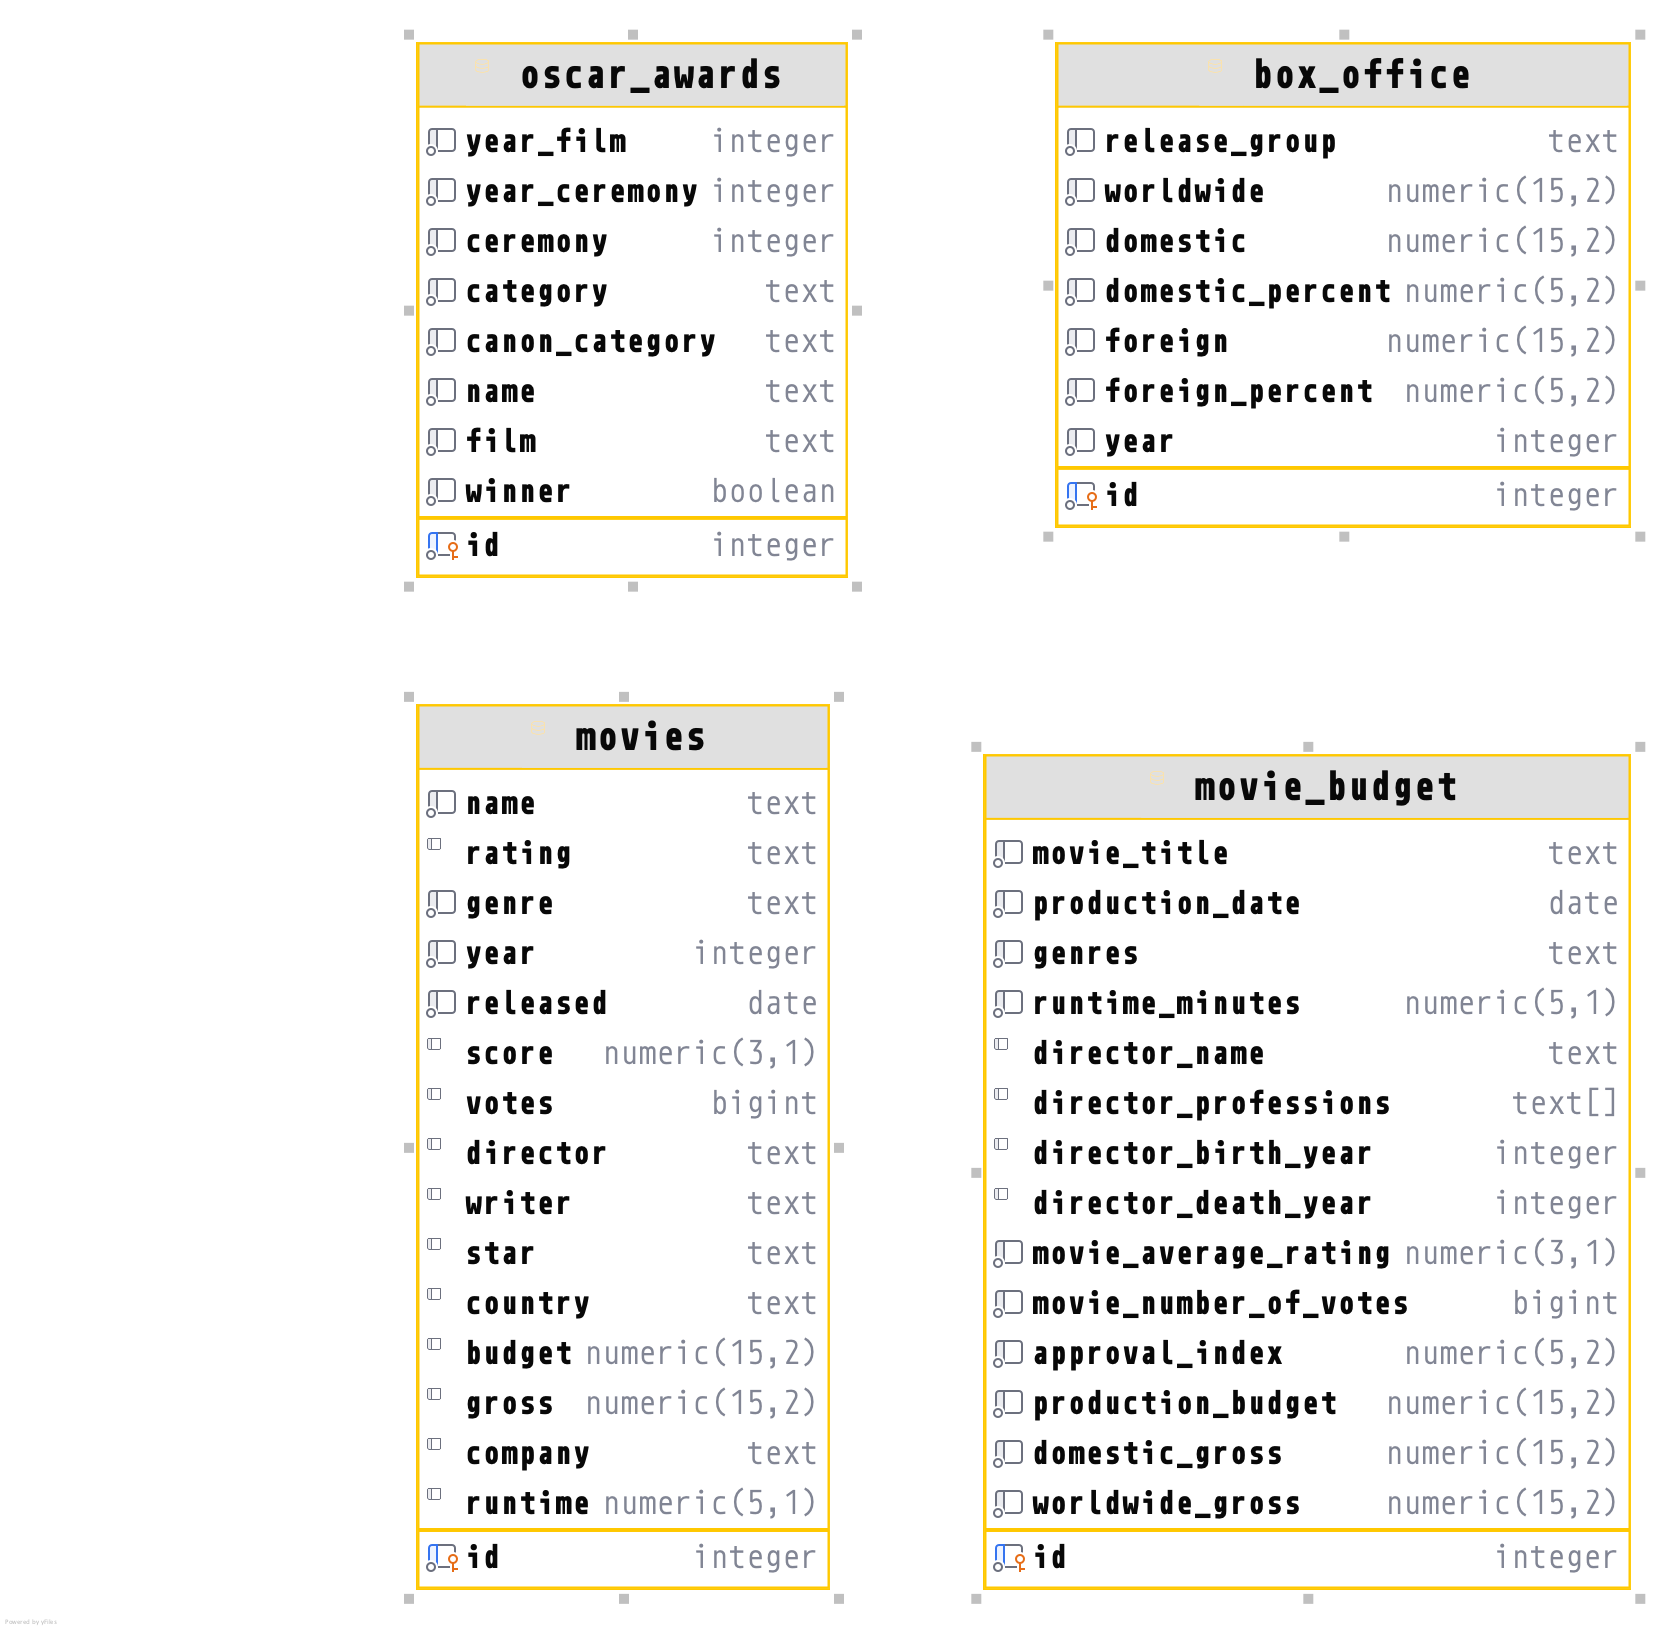 oscar_awards
year_film integer
year_ceremony integer
ceremony integer
category text
canon_category text
name text
film text
winner boolean
id integer
box_office
release_group text
worldwide numeric(15,2)
domestic numeric(15,2)
domestic_percent numeric(5,2)
foreign numeric(15,2)
foreign_percent numeric(5,2)
year integer
id integer
movies
name text
rating text
genre text
year integer
released date
score numeric(3,1)
votes bigint
director text
writer text
star text
country text
budget numeric(15,2)
gross numeric(15,2)
company text
runtime numeric(5,1)
id integer
movie_budget
movie_title text
production_date date
genres text
runtime_minutes numeric(5,1)
director_name text
director_professions text[]
director_birth_year integer
director_death_year integer
movie_average_rating numeric(3,1)
movie_number_of_votes bigint
approval_index numeric(5,2)
production_budget numeric(15,2)
domestic_gross numeric(15,2)
worldwide_gross numeric(15,2)
id integer
Powered by yFiles